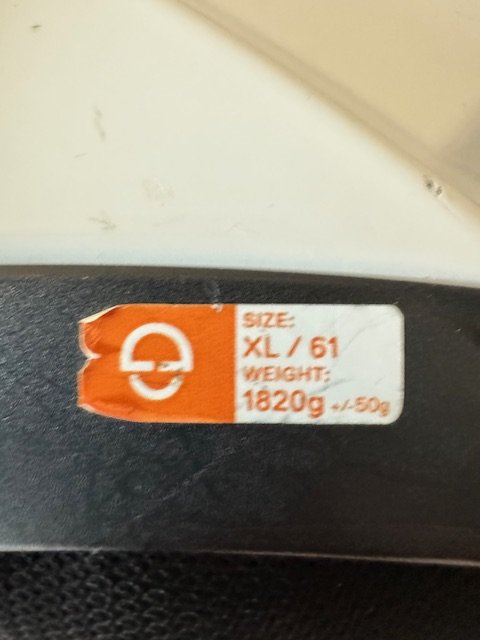 SIZE:
XL / 61
WEIGHT:
1820g +/-50g